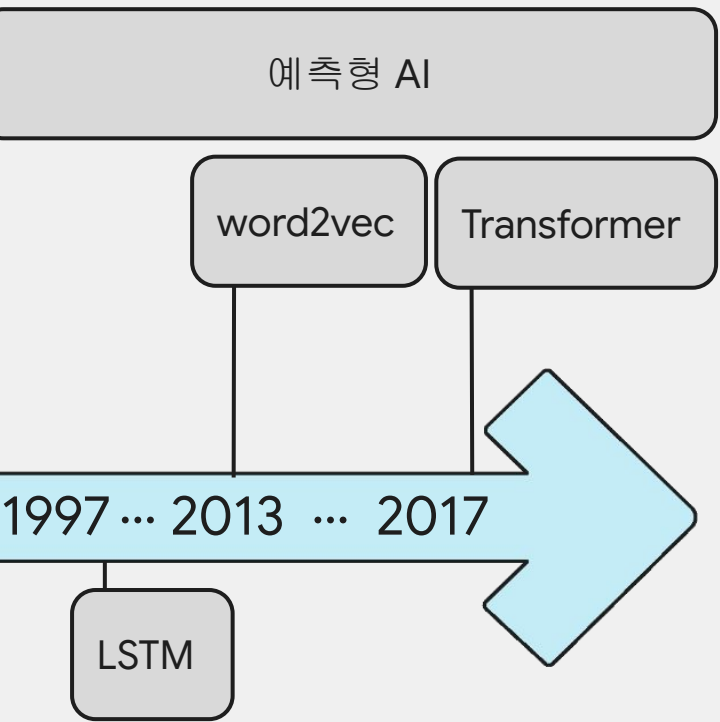 예측형 AI
word2vec
Transformer
1997 ... 2013 ... 2017
LSTM